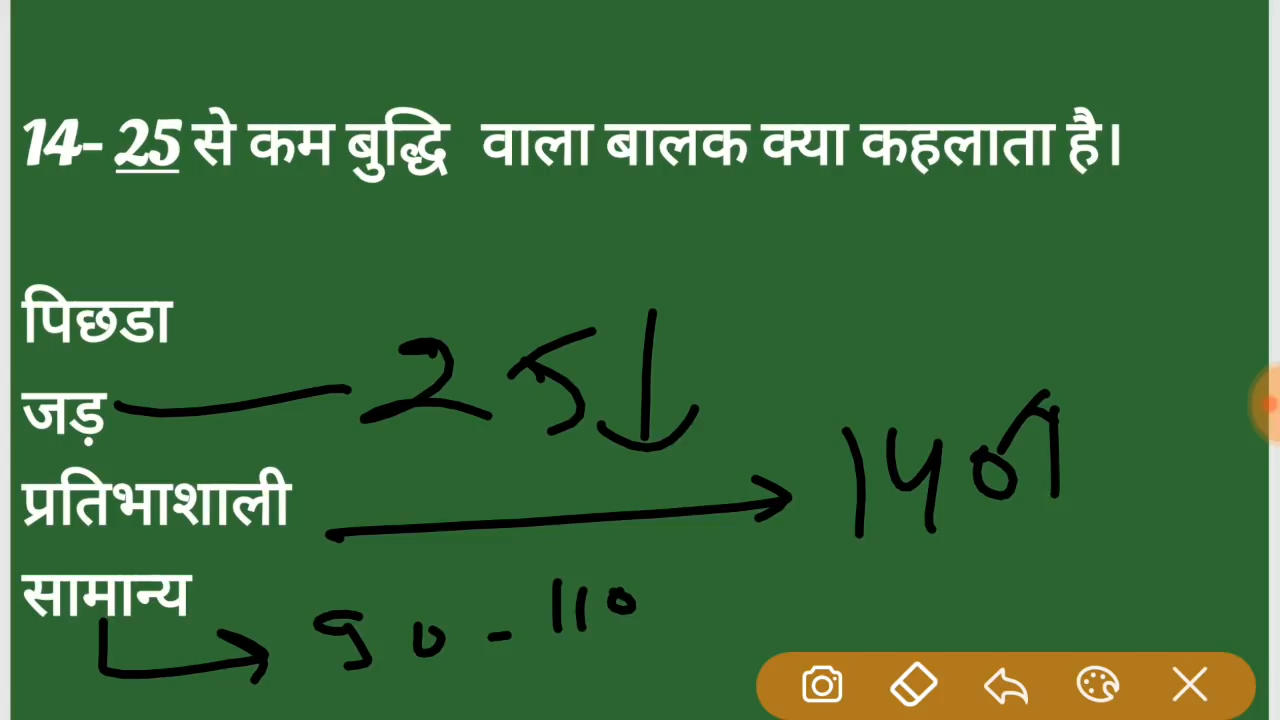 14- 25 से कम बुद्धि वाला बालक क्या कहलाता है।
पिछडा
जड़ 25
प्रतिभाशाली 140
सामान्य 90-110